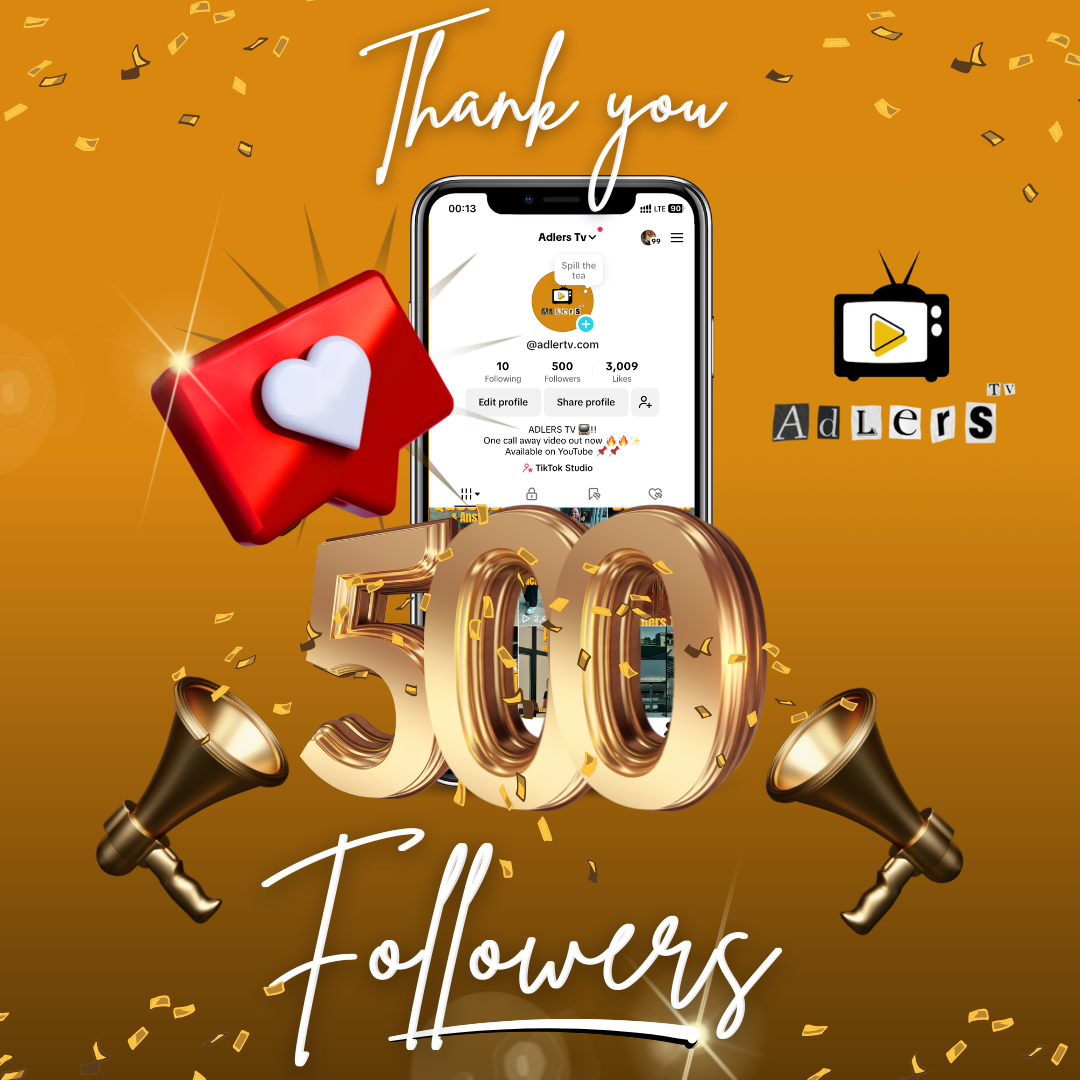 Thank you
00:13
LTE 90
Adlers Tv
99
Spill the
tea
ADLERS
@adlertv.com
10 500 3,009
Following Followers Likes
Edit profile Share profile
ADLERS TV 📺!!
One call away video out now 🔥🔥✨
Available on YouTube 📌📌
TikTok Studio
TV
AdLerS
500
Followers